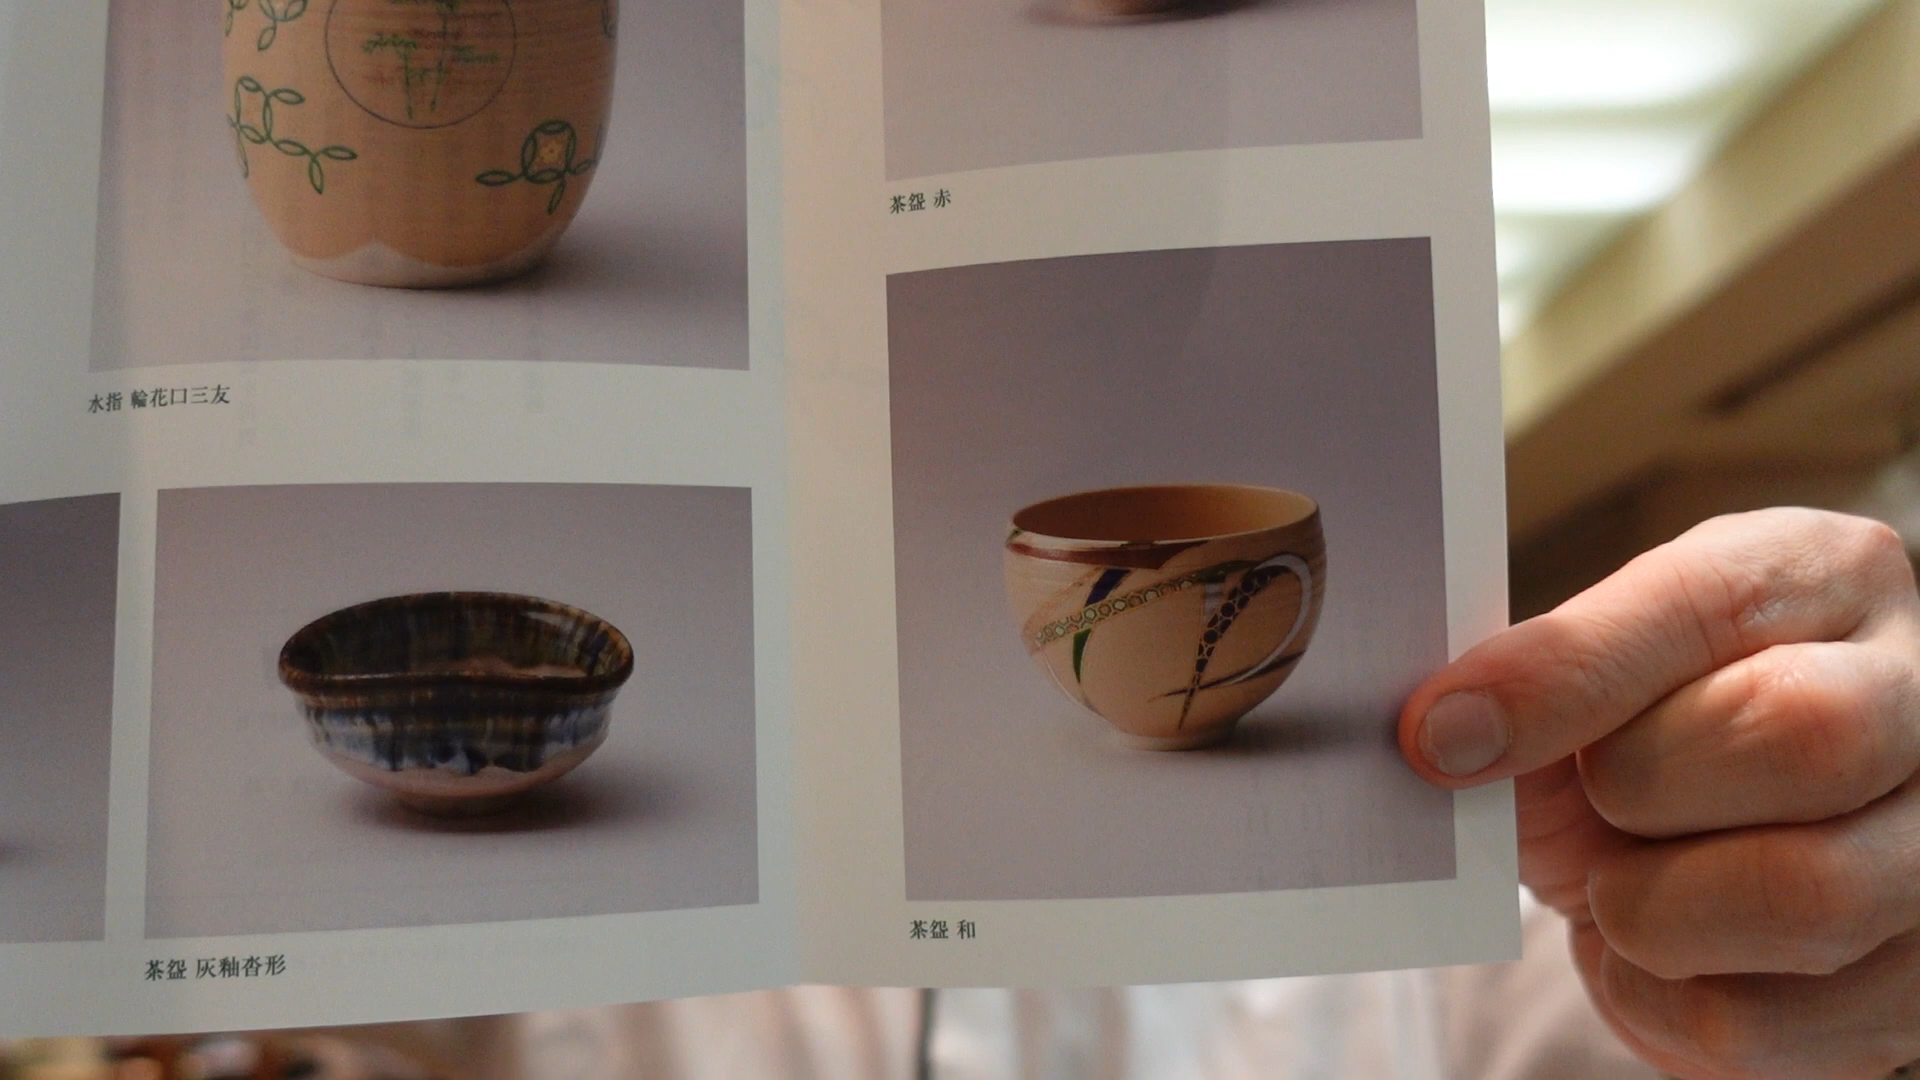 水指 輪花口三友
茶盌 灰釉沓形
茶盌 赤
茶盌 和